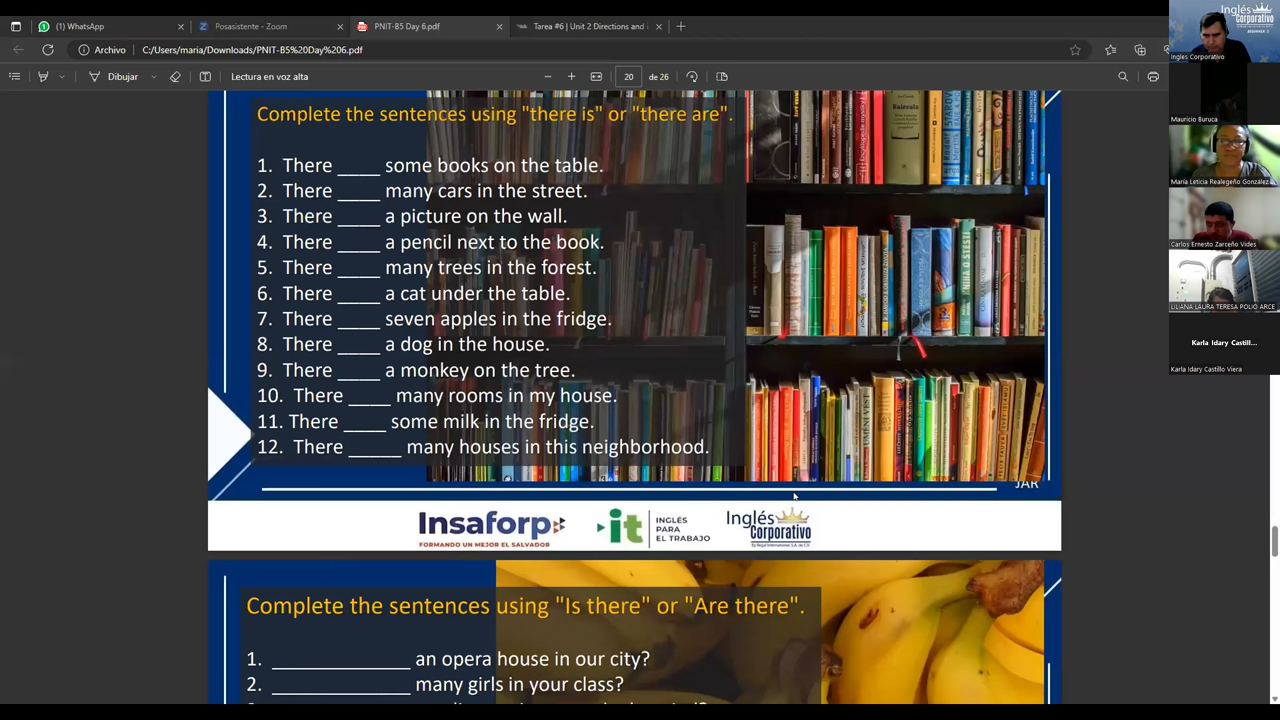 (1) WhatsApp
Posasistente - Zoom
PNIT-B5 Day 6.pdf
Tarea #6 | Unit 2 Directions and
Archivo
C:/Users/maria/Downloads/PNIT-B5%20Day%206.pdf
Dibujar
Lectura en voz alta
20
de 26
Complete the sentences using "there is" or "there are".
1. There ____ some books on the table.
2. There ____ many cars in the street.
3. There ____ a picture on the wall.
4. There ____ a pencil next to the book.
5. There ____ many trees in the forest.
6. There ____ a cat under the table.
7. There ____ seven apples in the fridge.
8. There ____ a dog in the house.
9. There ____ a monkey on the tree.
10. There ____ many rooms in my house.
11. There ____ some milk in the fridge.
12. There _____ many houses in this neighborhood.
JAR
Insaforp
FORMANDO UN MEJOR EL SALVADOR
it
INGLÉS
PARA
EL TRABAJO
Inglés
Corporativo
Complete the sentences using "Is there" or "Are there".
1. _____________ an opera house in our city?
2. _____________ many girls in your class?
Inglés
Corporativo
Ingles Corporativo
Mauricio Buruca
María Leticia Realegeño González
Carlos Ernesto Zarceño Vides
LILIANA LAURA TERESA POLIO ARCE
Karla Idary Castill...
Karla Idary Castillo Viera